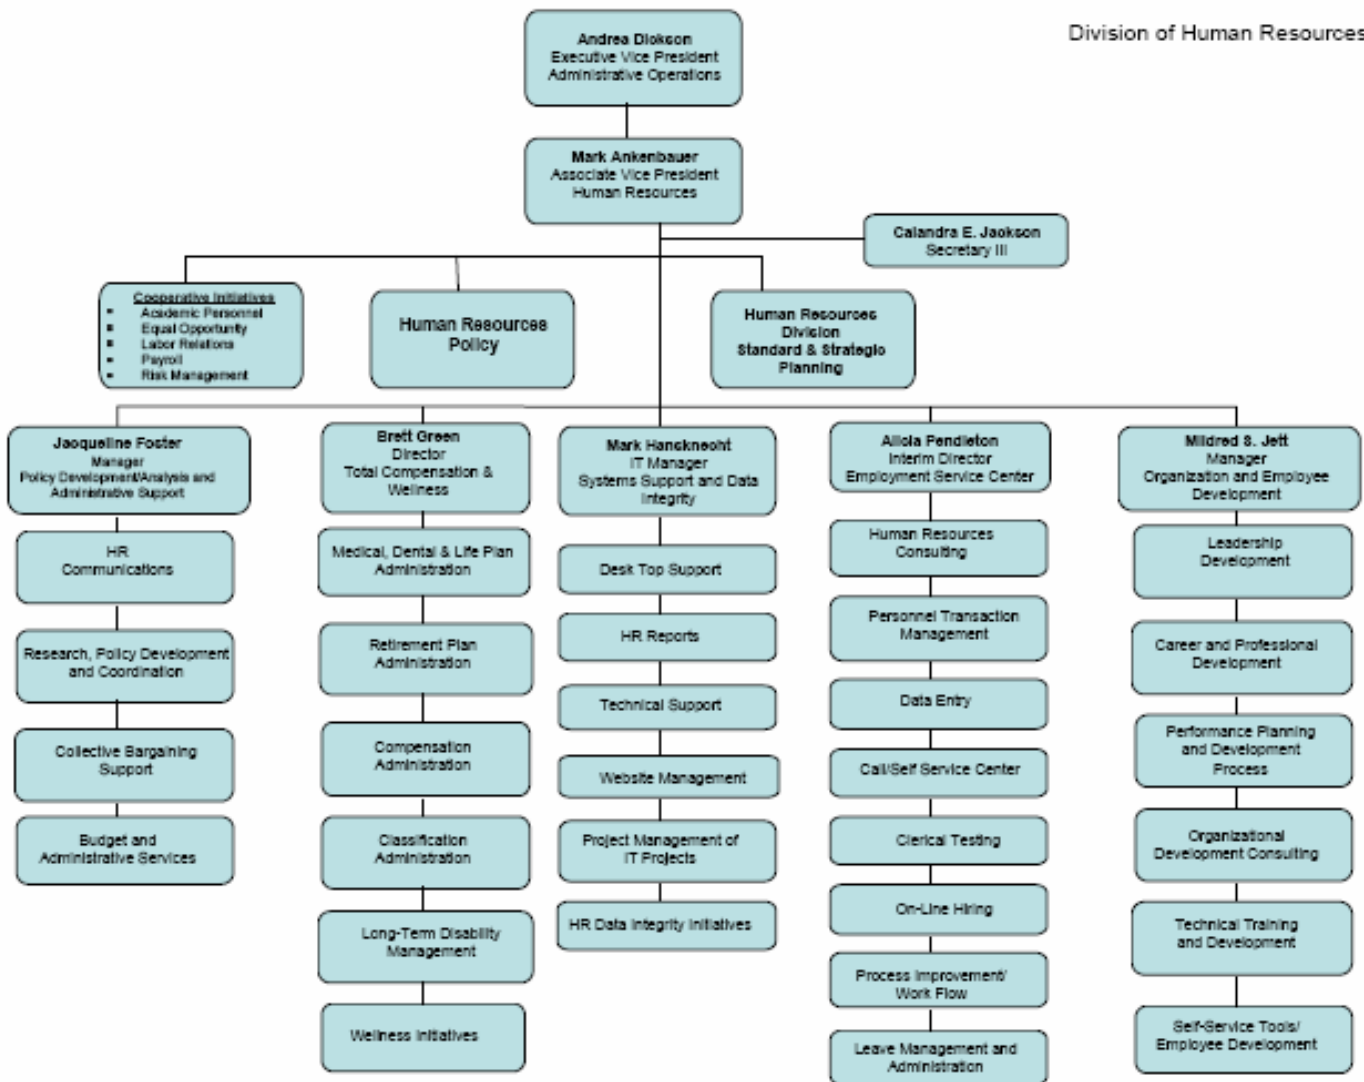 Division of Human Resources
Andrea Dickson
Executive Vice President
Administrative Operations
Mark Ankenbauer
Associate Vice President
Human Resources
Calandra E. Jackson
Secretary III
Cooperative Initiatives
▪ Academic Personnel
▪ Equal Opportunity
▪ Labor Relations
▪ Payroll
▪ Risk Management
Human Resources
Policy
Human Resources
Division
Standard & Strategic
Planning
Jacqueline Foster
Manager
Policy Development/Analysis and
Administrative Support
HR
Communications
Research, Policy Development
and Coordination
Collective Bargaining
Support
Budget and
Administrative Services
Brett Green
Director
Total Compensation &
Wellness
Medical, Dental & Life Plan
Administration
Retirement Plan
Administration
Compensation
Administration
Classification
Administration
Long-Term Disability
Management
Wellness Initiatives
Mark Hansknecht
IT Manager
Systems Support and Data
Integrity
Desk Top Support
HR Reports
Technical Support
Website Management
Project Management of
IT Projects
HR Data Integrity Initiatives
Alicia Pendleton
Interim Director
Employment Service Center
Human Resources
Consulting
Personnel Transaction
Management
Data Entry
Call/Self Service Center
Clerical Testing
On-Line Hiring
Process Improvement/
Work Flow
Leave Management and
Administration
Mildred S. Jett
Manager
Organization and Employee
Development
Leadership
Development
Career and Professional
Development
Performance Planning
and Development
Process
Organizational
Development Consulting
Technical Training
and Development
Self-Service Tools/
Employee Development